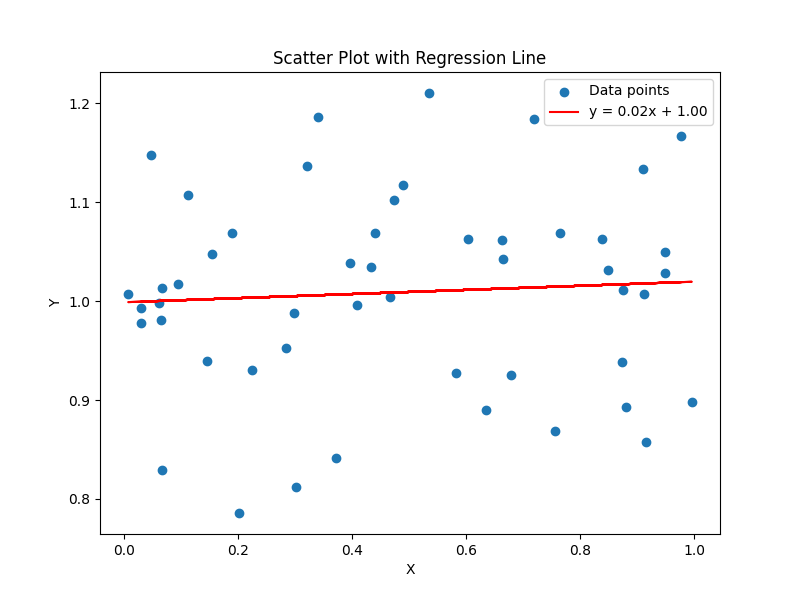 Scatter Plot with Regression Line
Data points
y = 0.02x + 1.00
1.2
1.1
1.0
0.9
0.8
Y
0.0 0.2 0.4 0.6 0.8 1.0
X